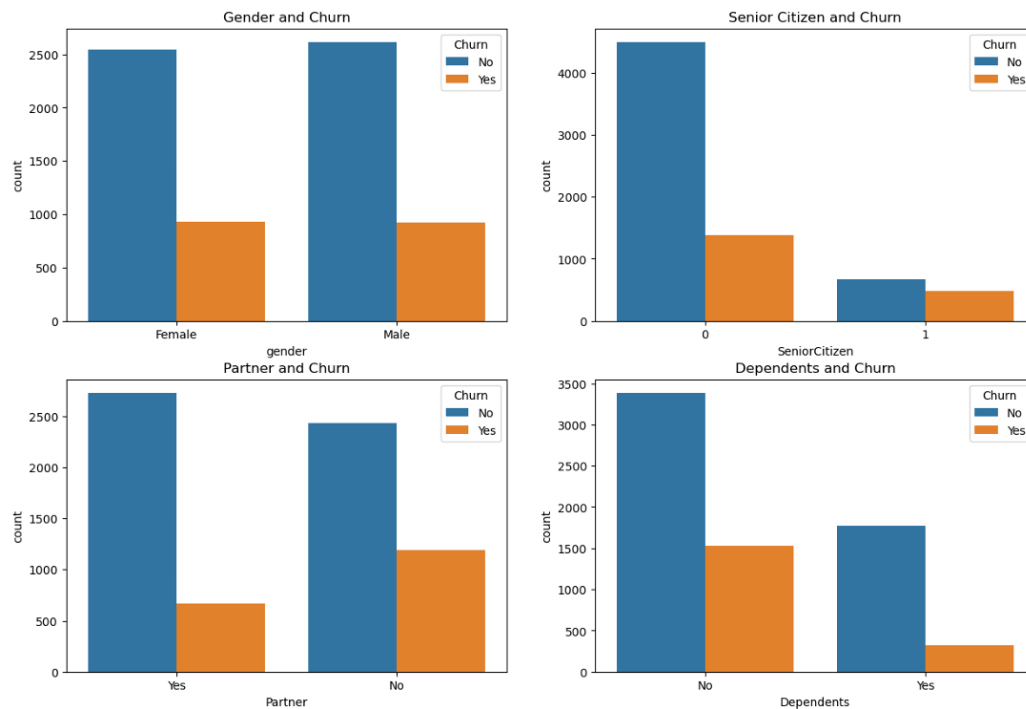 Gender and Churn
Churn
No
Yes
2500
2000
1500
1000
500
0
count
Female
Male
gender
Senior Citizen and Churn
Churn
No
Yes
4000
3000
2000
1000
0
count
0
1
SeniorCitizen
Partner and Churn
Churn
No
Yes
2500
2000
1500
1000
500
0
count
Yes
No
Partner
Dependents and Churn
Churn
No
Yes
3500
3000
2500
2000
1500
1000
500
0
count
No
Yes
Dependents